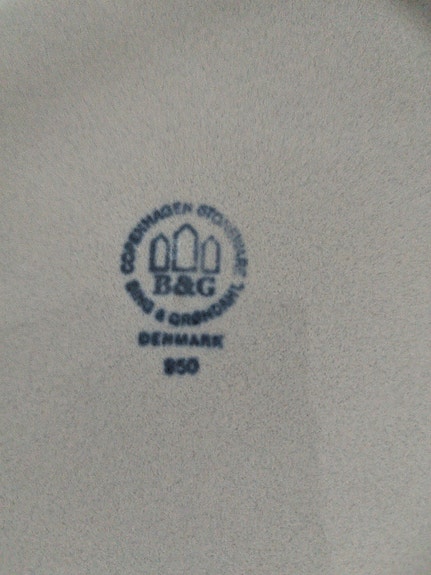 COPENHAGEN STONEWARE
B&G
BING & GRØNDAHL
DENMARK
950